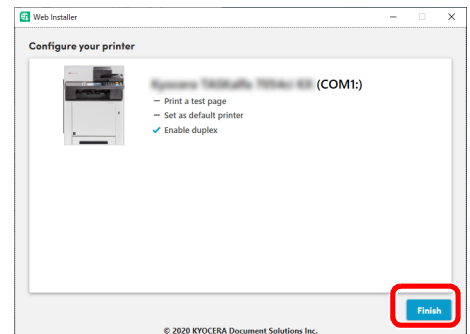 Web Installer
Configure your printer
(COM1:)
Print a test page
Set as default printer
Enable duplex
Finish
© 2020 KYOCERA Document Solutions Inc.